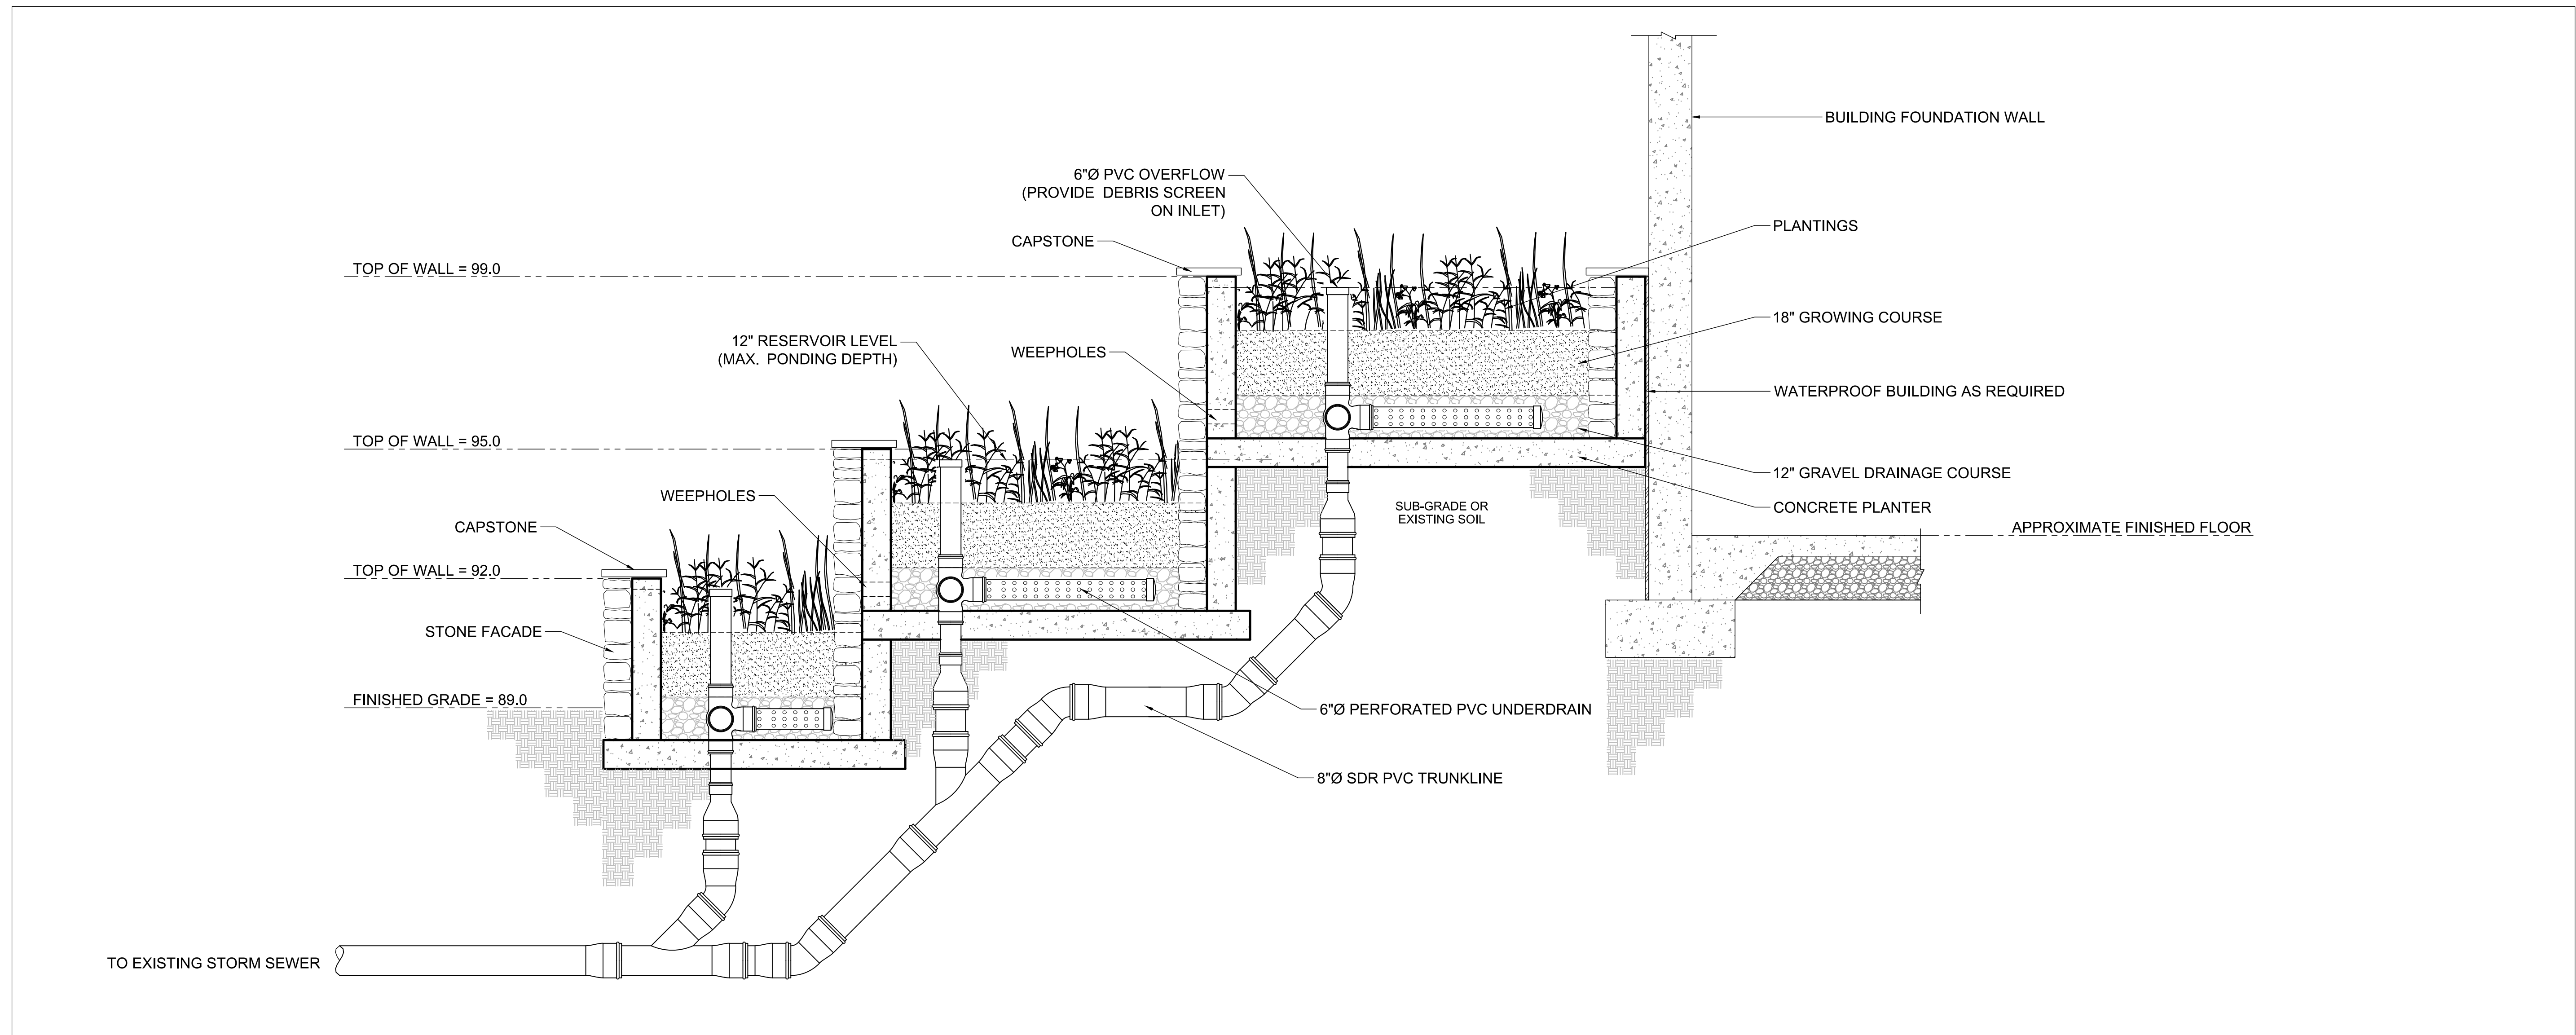 BUILDING FOUNDATION WALL
6"Ø PVC OVERFLOW
(PROVIDE DEBRIS SCREEN
ON INLET)
PLANTINGS
CAPSTONE
TOP OF WALL = 99.0
18" GROWING COURSE
12" RESERVOIR LEVEL
(MAX. PONDING DEPTH)
WEEPHOLES
WATERPROOF BUILDING AS REQUIRED
TOP OF WALL = 95.0
12" GRAVEL DRAINAGE COURSE
WEEPHOLES
SUB-GRADE OR
EXISTING SOIL
CONCRETE PLANTER
CAPSTONE
APPROXIMATE FINISHED FLOOR
TOP OF WALL = 92.0
STONE FACADE
FINISHED GRADE = 89.0
6"Ø PERFORATED PVC UNDERDRAIN
8"Ø SDR PVC TRUNKLINE
TO EXISTING STORM SEWER